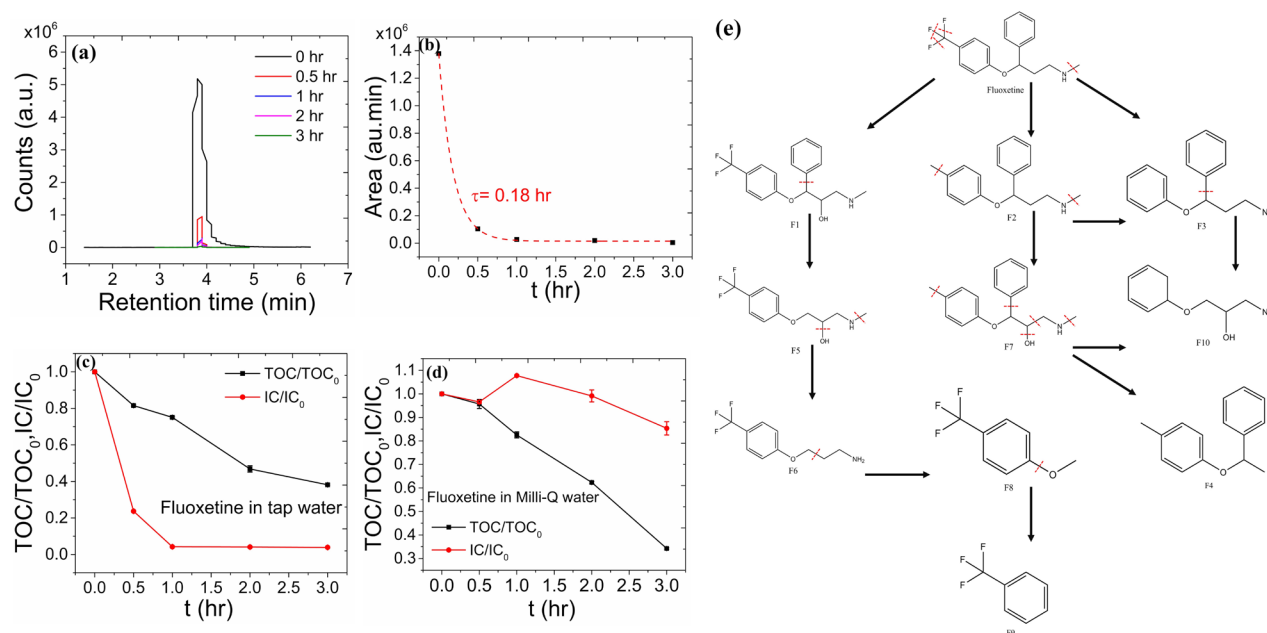 (a)
x10⁶
Counts (a.u.)
6
5
4
3
2
1
0
0 hr
0.5 hr
1 hr
2 hr
3 hr
1 2 3 4 5 6 7
Retention time (min)
(b)
x10⁶
Area (au.min)
1.4
1.2
1.0
0.8
0.6
0.4
0.2
0.0
τ= 0.18 hr
0.0 0.5 1.0 1.5 2.0 2.5 3.0
t (hr)
(c)
TOC/TOC₀,IC/IC₀
1.0
0.8
0.6
0.4
0.2
0.0
TOC/TOC₀
IC/IC₀
Fluoxetine in tap water
0.0 0.5 1.0 1.5 2.0 2.5 3.0
t (hr)
(d)
TOC/TOC₀,IC/IC₀
1.1
1.0
0.9
0.8
0.7
0.6
0.5
0.4
0.3
Fluoxetine in Milli-Q water
TOC/TOC₀
IC/IC₀
0.0 0.5 1.0 1.5 2.0 2.5 3.0
t (hr)
(e)
F
F
F
O
N
H
Fluoxetine
F
F
F
O
OH
N
H
F1
O
N
H
F2
O
N
F3
F
F
F
O
OH
N
H
F5
O
OH
N
H
F7
O
OH
N
F10
F
F
F
O
NH₂
F6
F
F
F
O
F8
O
F4
F
F
F
F9